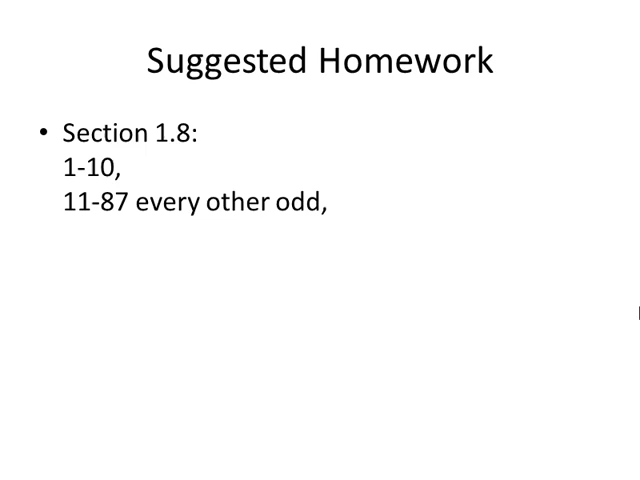 Suggested Homework
• Section 1.8:
1-10,
11-87 every other odd,